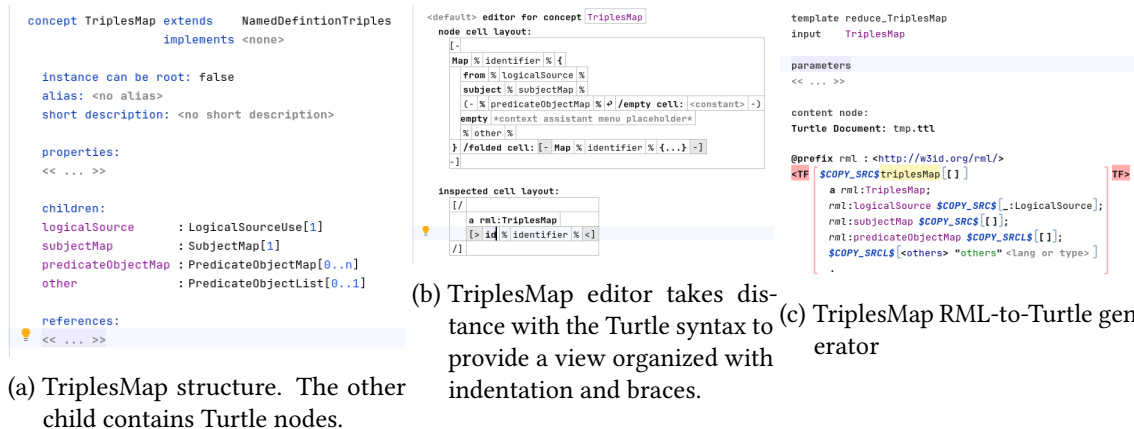 concept TriplesMap extends NamedDefintionTriples
implements <none>
instance can be root: false
alias: <no alias>
short description: <no short description>
properties:
<< ... >>
children:
logicalSource : LogicalSourceUse[1]
subjectMap : SubjectMap[1]
predicateObjectMap : PredicateObjectMap[0..n]
other : PredicateObjectList[0..1]
references:
<< ... >>
(a) TriplesMap structure. The other
child contains Turtle nodes.
<default> editor for concept TriplesMap
node cell layout:
[-
Map % identifier % {
from % logicalSource %
subject % subjectMap %
(- % predicateObjectMap % ↲ /empty cell: <constant> -)
empty *context assistant menu placeholder*
% other %
} /folded cell: [- Map % identifier % {...} -]
-]
inspected cell layout:
[/
a rml:TriplesMap
[> id % identifier % <]
/]
(b) TriplesMap editor takes dis-
tance with the Turtle syntax to
provide a view organized with
indentation and braces.
template reduce_TriplesMap
input TriplesMap
parameters
<< ... >>
content node:
Turtle Document: tmp.ttl
@prefix rml : <http://w3id.org/rml/>
<TF [ $COPY_SRC$triplesMap[[] ] TF>
a rml:TriplesMap;
rml:logicalSource $COPY_SRC$[_:LogicalSource];
rml:subjectMap $COPY_SRC$[[]];
rml:predicateObjectMap $COPY_SRCL$[[]];
$COPY_SRCL$[<others> "others" <lang or type> ]
.
(c) TriplesMap RML-to-Turtle gen
erator